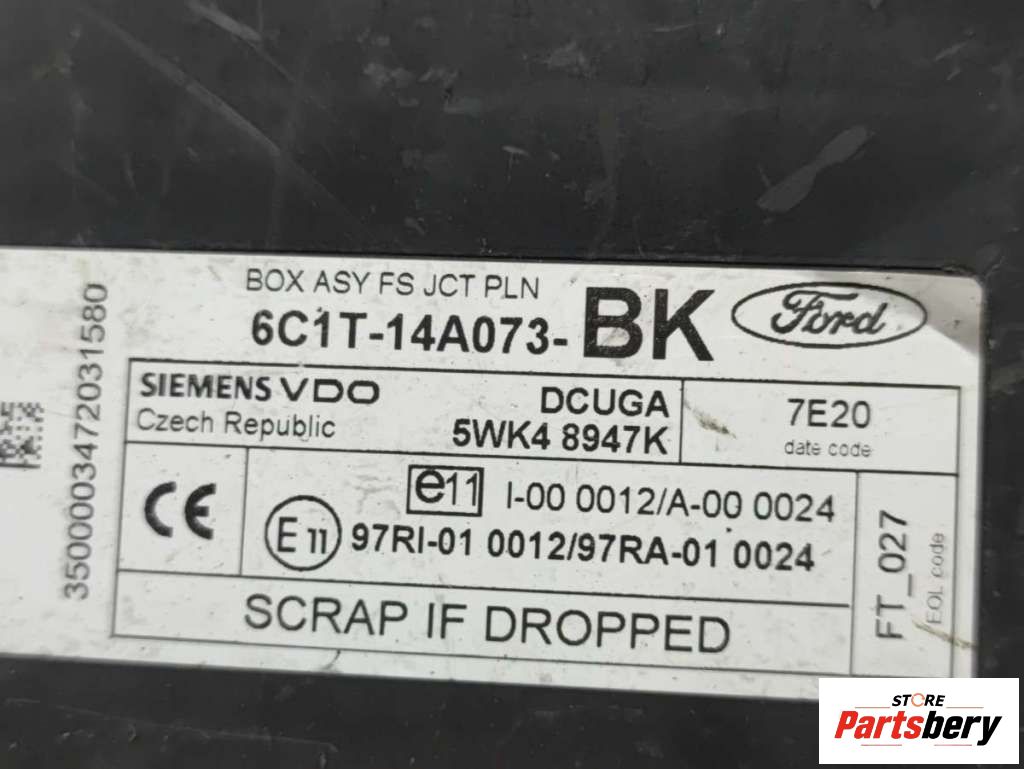 BOX ASY FS JCT PLN
6C1T-14A073-BK
Ford
35000034720​31580
SIEMENS VDO
Czech Republic
DCUGA
5WK4 8947K
7E20
date code
CE
e11 I-00 0012/A-00 0024
E11 97RI-01 0012/97RA-01 0024
FT_027
EOL code
SCRAP IF DROPPED
STORE
Partsbery